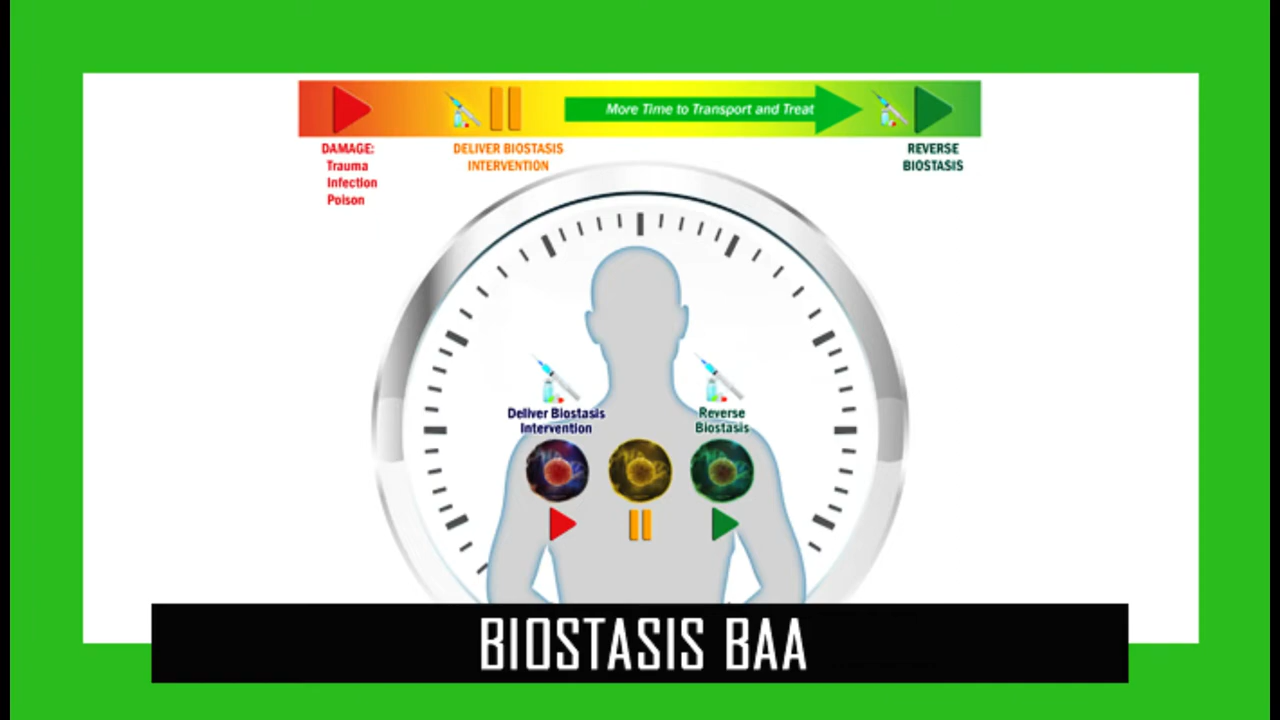 More Time to Transport and Treat
DAMAGE:
Trauma
Infection
Poison
DELIVER BIOSTASIS
INTERVENTION
REVERSE
BIOSTASIS
Deliver Biostasis
Intervention
Reverse
Biostasis
BIOSTASIS BAA